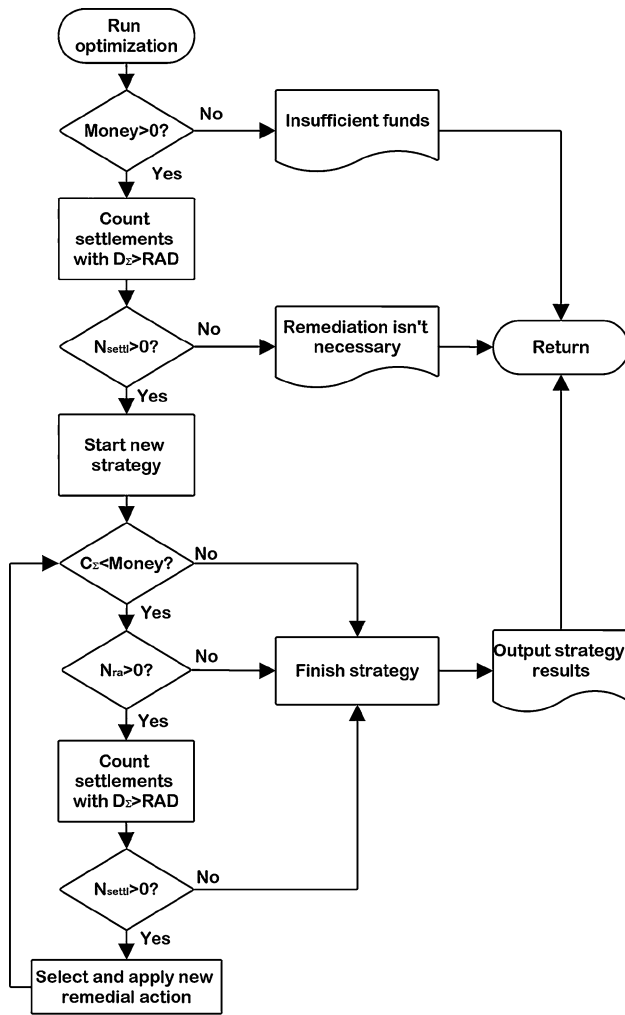 Run
optimization
Money>0?
No
Insufficient funds
Yes
Count
settlements
with DΣ>RAD
Nsettl>0?
No
Remediation isn't
necessary
Return
Yes
Start new
strategy
CΣ<Money?
No
Yes
Nra>0?
No
Finish strategy
Output strategy
results
Yes
Count
settlements
with DΣ>RAD
Nsettl>0?
No
Yes
Select and apply new
remedial action